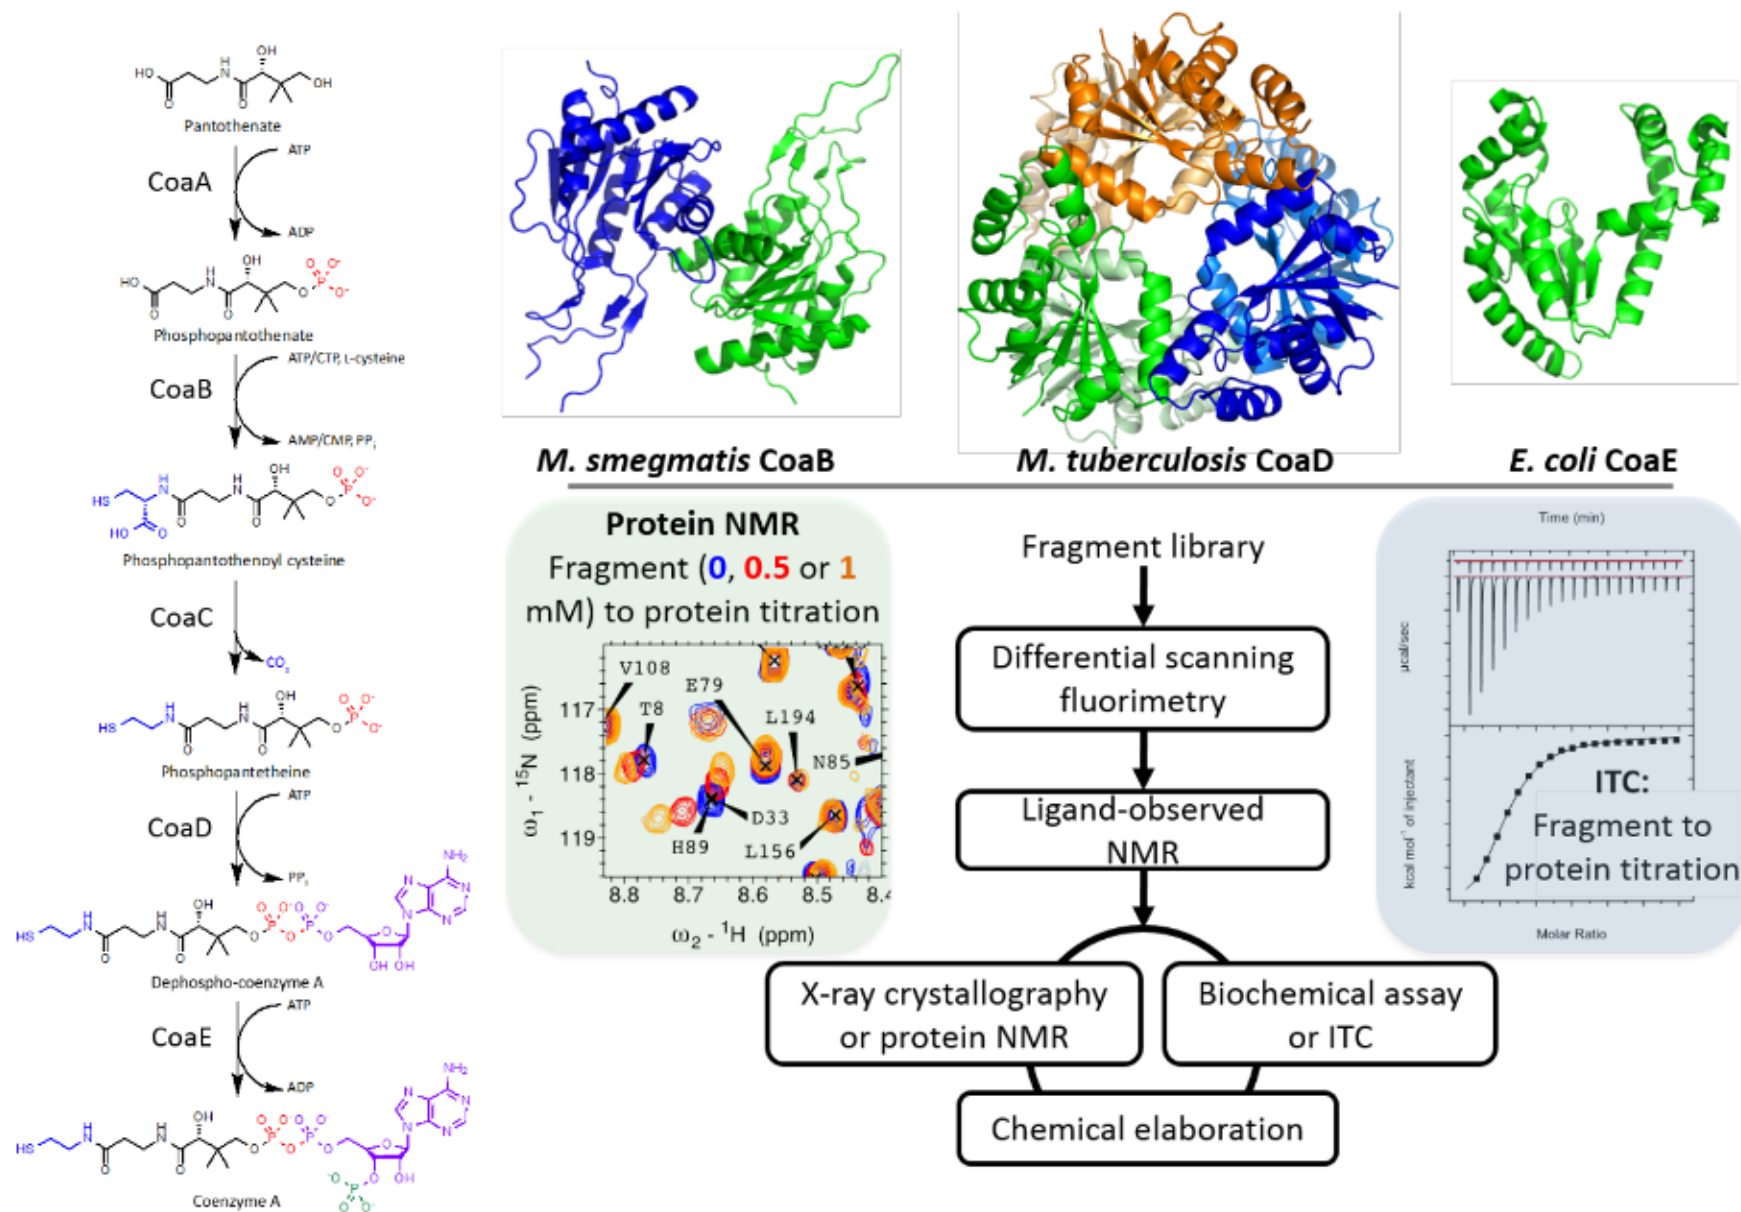 HO
O
N
H
O
OH
OH
Pantothenate
ATP
CoaA
ADP
Phosphopantothenate
ATP/CTP, L-cysteine
CoaB
AMP/CMP, PPi
Phosphopantothenoyl cysteine
CoaC
CO2
Phosphopantetheine
ATP
CoaD
PPi
Dephospho-coenzyme A
ATP
CoaE
ADP
Coenzyme A
M. smegmatis CoaB
M. tuberculosis CoaD
E. coli CoaE
Protein NMR
Fragment (0, 0.5 or 1
mM) to protein titration
V108
T8
E79
L194
N85
D33
H89
L156
117
118
119
ω1 - 15N (ppm)
8.8
8.7
8.6
8.5
8.4
ω2 - 1H (ppm)
Fragment library
Differential scanning
fluorimetry
Ligand-observed
NMR
X-ray crystallography
or protein NMR
Biochemical assay
or ITC
Chemical elaboration
Time (min)
µcal/sec
kcal mol-1 of injectant
ITC:
Fragment to
protein titration
Molar Ratio